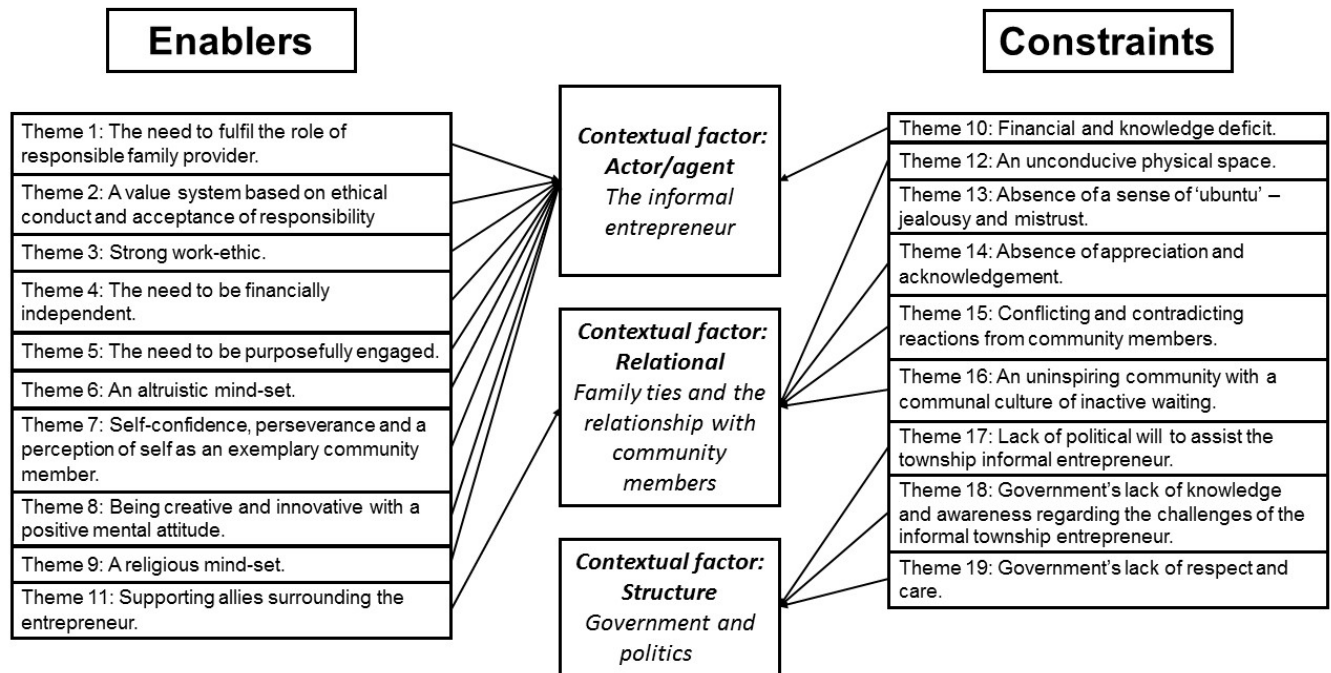 Enablers
Theme 1: The need to fulfil the role of
responsible family provider.
Theme 2: A value system based on ethical
conduct and acceptance of responsibility
Theme 3: Strong work-ethic.
Theme 4: The need to be financially
independent.
Theme 5: The need to be purposefully engaged.
Theme 6: An altruistic mind-set.
Theme 7: Self-confidence, perseverance and a
perception of self as an exemplary community
member.
Theme 8: Being creative and innovative with a
positive mental attitude.
Theme 9: A religious mind-set.
Theme 11: Supporting allies surrounding the
entrepreneur.
Contextual factor:
Actor/agent
The informal
entrepreneur
Contextual factor:
Relational
Family ties and the
relationship with
community
members
Contextual factor:
Structure
Government and
politics
Constraints
Theme 10: Financial and knowledge deficit.
Theme 12: An unconducive physical space.
Theme 13: Absence of a sense of ‘ubuntu’ –
jealousy and mistrust.
Theme 14: Absence of appreciation and
acknowledgement.
Theme 15: Conflicting and contradicting
reactions from community members.
Theme 16: An uninspiring community with a
communal culture of inactive waiting.
Theme 17: Lack of political will to assist the
township informal entrepreneur.
Theme 18: Government’s lack of knowledge
and awareness regarding the challenges of the
informal township entrepreneur.
Theme 19: Government’s lack of respect and
care.